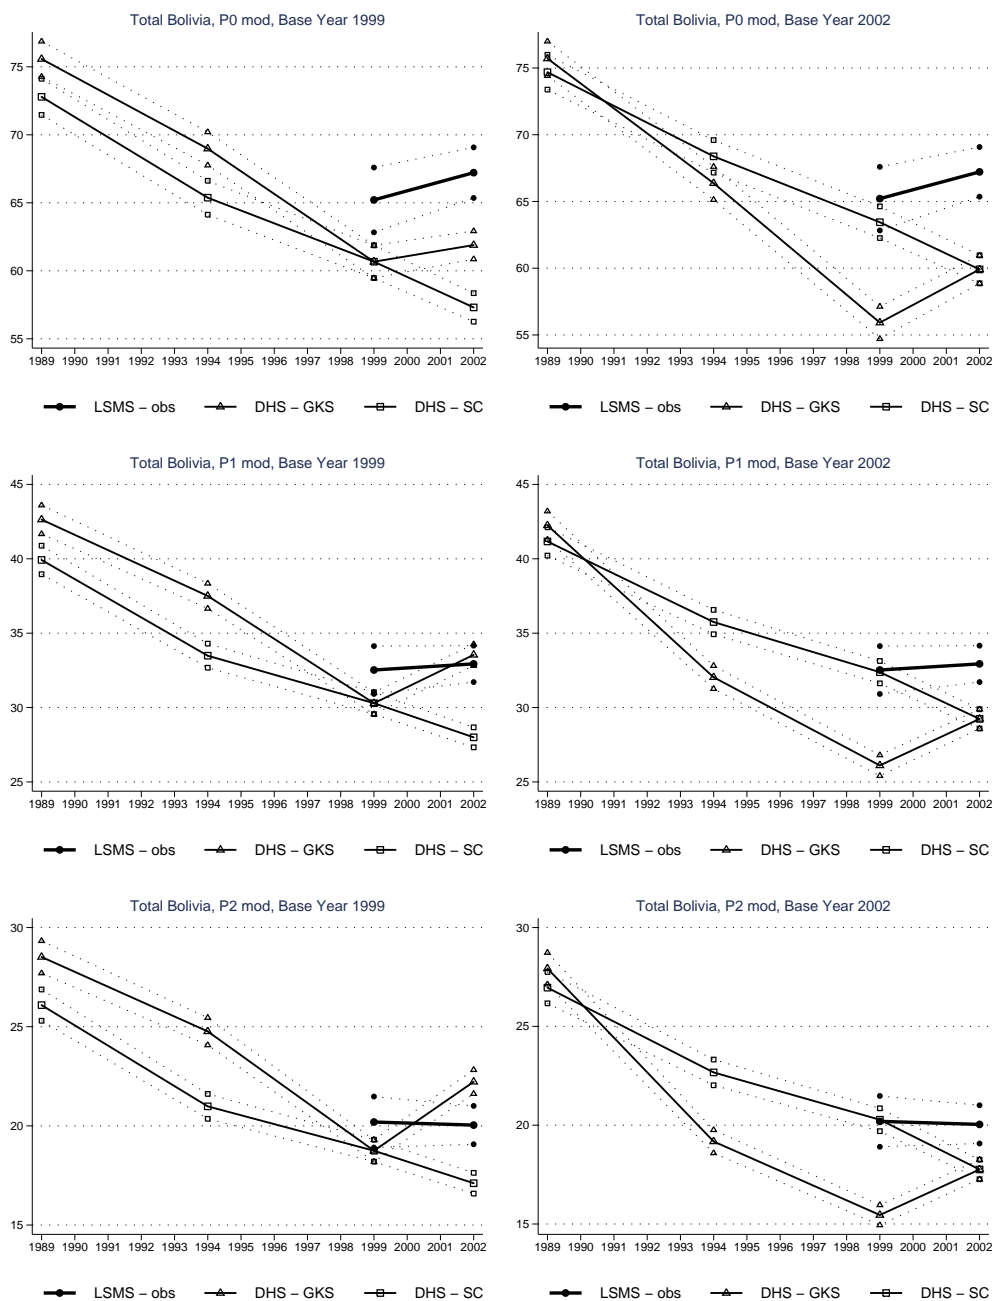 Total Bolivia, P0 mod, Base Year 1999
75
70
65
60
55
1989 1990 1992 1993 1994 1995 1996 1997 1998 1999 2000 2001 2002
LSMS – obs DHS – GKS DHS – SC
Total Bolivia, P0 mod, Base Year 2002
75
70
65
60
55
1989 1990 1992 1993 1994 1995 1996 1997 1998 1999 2000 2001 2002
LSMS – obs DHS – GKS DHS – SC
Total Bolivia, P1 mod, Base Year 1999
45
40
35
30
25
1989 1990 1992 1993 1994 1995 1996 1997 1998 1999 2000 2001 2002
LSMS – obs DHS – GKS DHS – SC
Total Bolivia, P1 mod, Base Year 2002
45
40
35
30
25
1989 1990 1992 1993 1994 1995 1996 1997 1998 1999 2000 2001 2002
LSMS – obs DHS – GKS DHS – SC
Total Bolivia, P2 mod, Base Year 1999
30
25
20
15
1989 1990 1992 1993 1994 1995 1996 1997 1998 1999 2000 2001 2002
LSMS – obs DHS – GKS DHS – SC
Total Bolivia, P2 mod, Base Year 2002
30
25
20
15
1989 1990 1992 1993 1994 1995 1996 1997 1998 1999 2000 2001 2002
LSMS – obs DHS – GKS DHS – SC